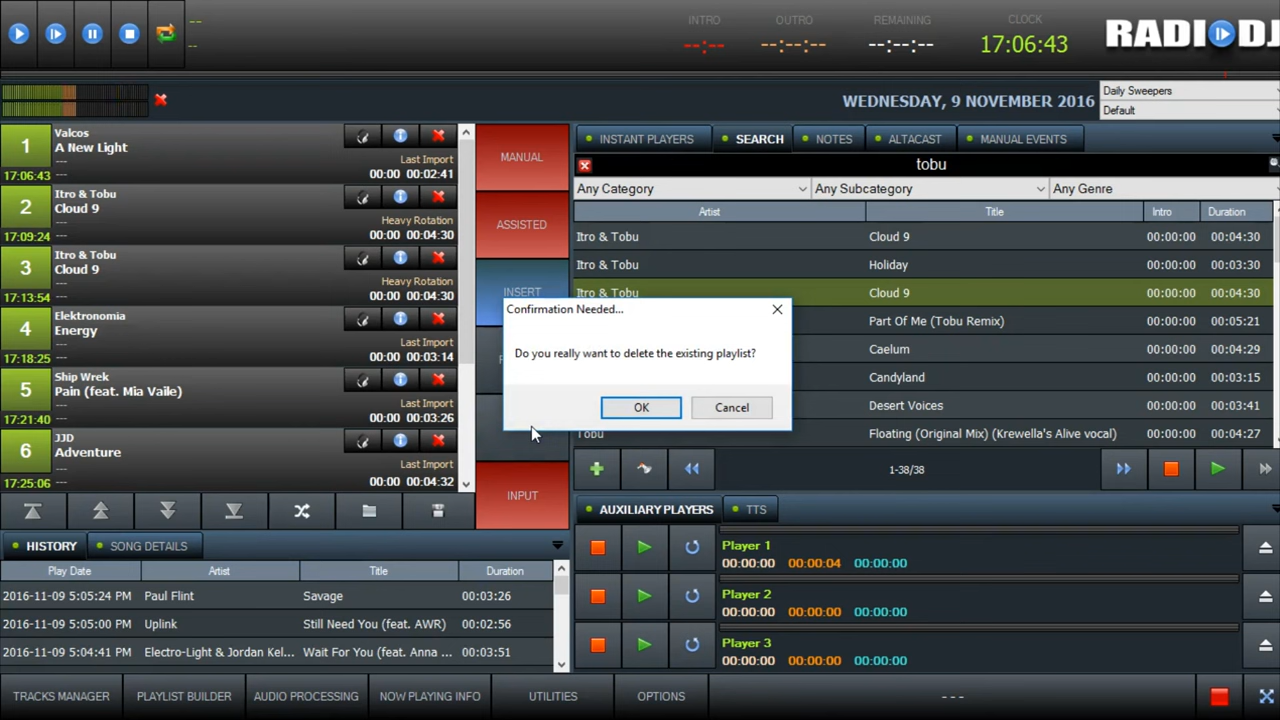 --
--
INTRO
--:--
OUTRO
--:--:--
REMAINING
--:--:--
CLOCK
17:06:43
RADIODJ
WEDNESDAY, 9 NOVEMBER 2016
Daily Sweepers
Default
1
17:06:43
Valcos
A New Light
---
Last Import
00:00 00:02:41
2
17:09:24
Itro & Tobu
Cloud 9
---
Heavy Rotation
00:00 00:04:30
3
17:13:54
Itro & Tobu
Cloud 9
---
Heavy Rotation
00:00 00:04:30
4
17:18:25
Elektronomia
Energy
---
Last Import
00:00 00:03:14
5
17:21:40
Ship Wrek
Pain (feat. Mia Vaile)
---
Last Import
00:00 00:03:26
6
17:25:06
JJD
Adventure
---
Last Import
00:00 00:04:32
MANUAL
ASSISTED
INSERT
INPUT
INSTANT PLAYERS
SEARCH
NOTES
ALTACAST
MANUAL EVENTS
tobu
Any Category
Any Subcategory
Any Genre
Artist Title Intro Duration
Itro & Tobu Cloud 9 00:00:00 00:04:30
Itro & Tobu Holiday 00:00:00 00:03:30
Itro & Tobu Cloud 9 00:00:00 00:04:30
Part Of Me (Tobu Remix) 00:00:00 00:05:21
Caelum 00:00:00 00:04:29
Candyland 00:00:00 00:03:15
Desert Voices 00:00:00 00:03:41
Tobu Floating (Original Mix) (Krewella's Alive vocal) 00:00:00 00:04:27
Confirmation Needed...
Do you really want to delete the existing playlist?
OK
Cancel
1-38/38
HISTORY
SONG DETAILS
Play Date Artist Title Duration
2016-11-09 5:05:24 PM Paul Flint Savage 00:03:26
2016-11-09 5:05:00 PM Uplink Still Need You (feat. AWR) 00:02:56
2016-11-09 5:04:41 PM Electro-Light & Jordan Kel... Wait For You (feat. Anna ... 00:03:51
AUXILIARY PLAYERS
TTS
Player 1
00:00:00 00:00:04 00:00:00
Player 2
00:00:00 00:00:00 00:00:00
Player 3
00:00:00 00:00:00 00:00:00
TRACKS MANAGER
PLAYLIST BUILDER
AUDIO PROCESSING
NOW PLAYING INFO
UTILITIES
OPTIONS
---